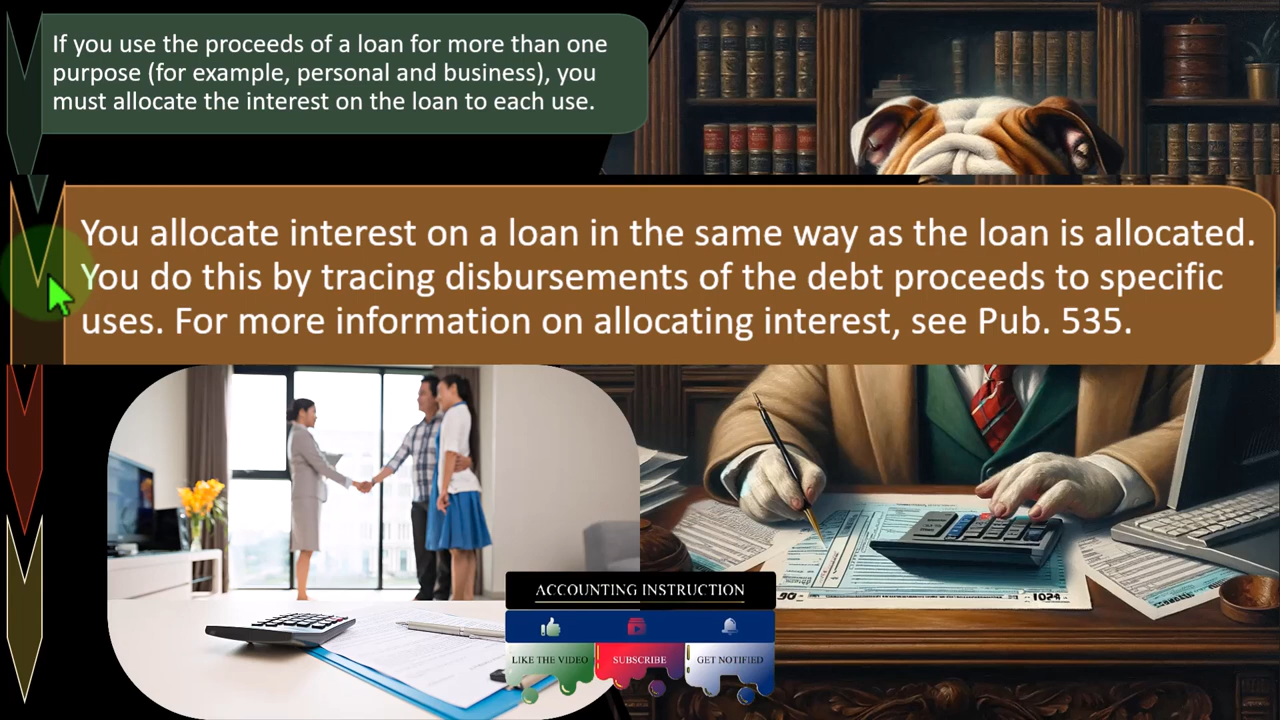 If you use the proceeds of a loan for more than one
purpose (for example, personal and business), you
must allocate the interest on the loan to each use.
You allocate interest on a loan in the same way as the loan is allocated.
You do this by tracing disbursements of the debt proceeds to specific
uses. For more information on allocating interest, see Pub. 535.
ACCOUNTING INSTRUCTION
LIKE THE VIDEO
SUBSCRIBE
GET NOTIFIED